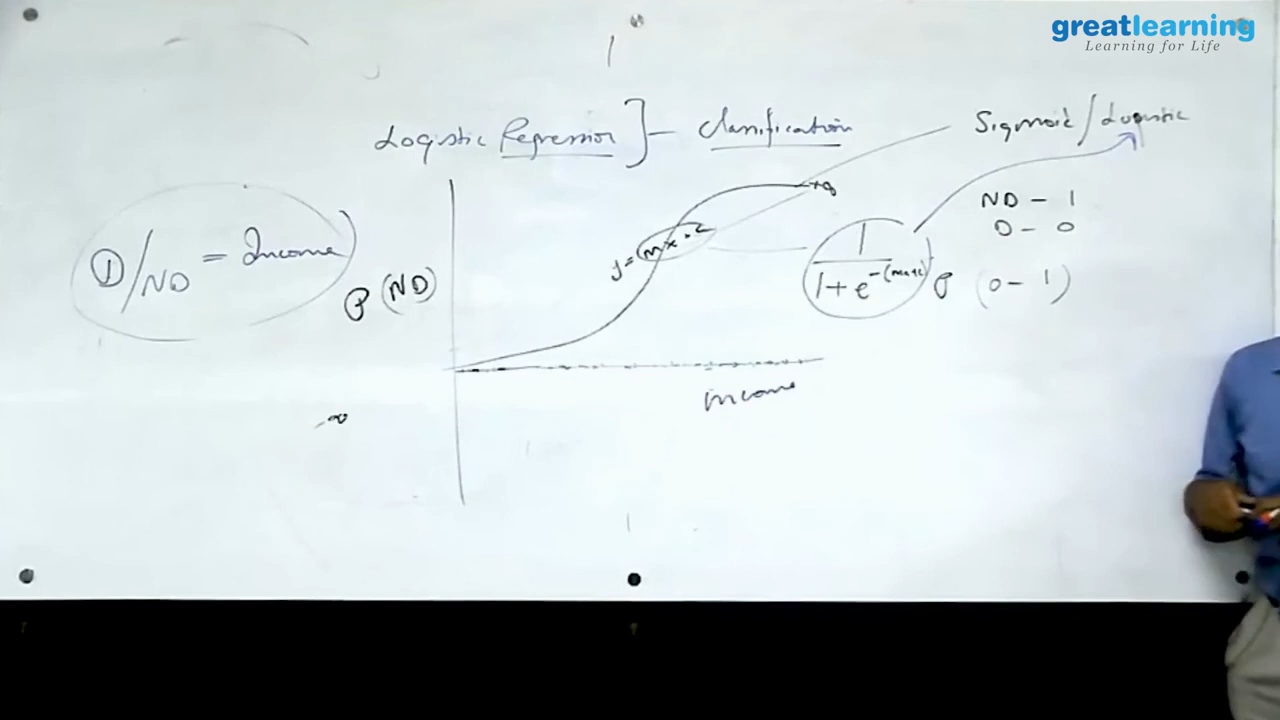 greatlearning
Learning for Life
Logistic Regression ] - Classification
Sigmoid / Logistic
ND - 1
D - 0
(0 - 1)
D/ND = Income
P(ND)
y = mx + c
+∞
1
1 + e^-(mx+c)
P
income
-∞